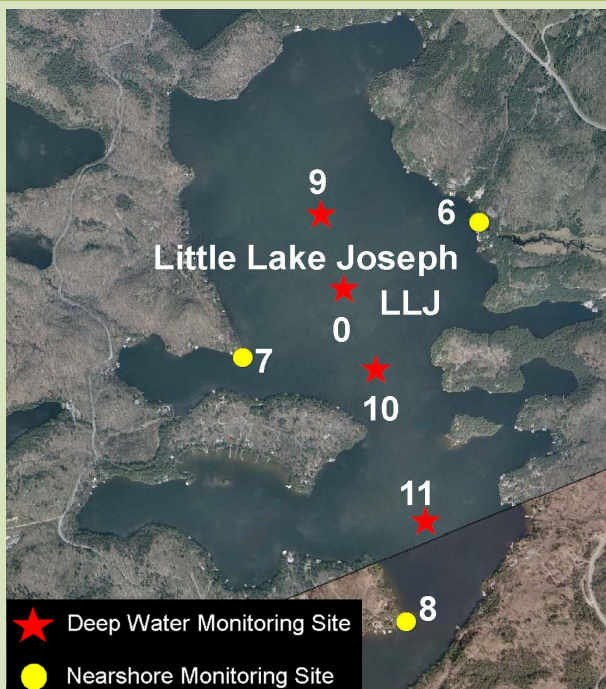 9
6
Little Lake Joseph
LLJ
0
7
10
11
8
Deep Water Monitoring Site
Nearshore Monitoring Site